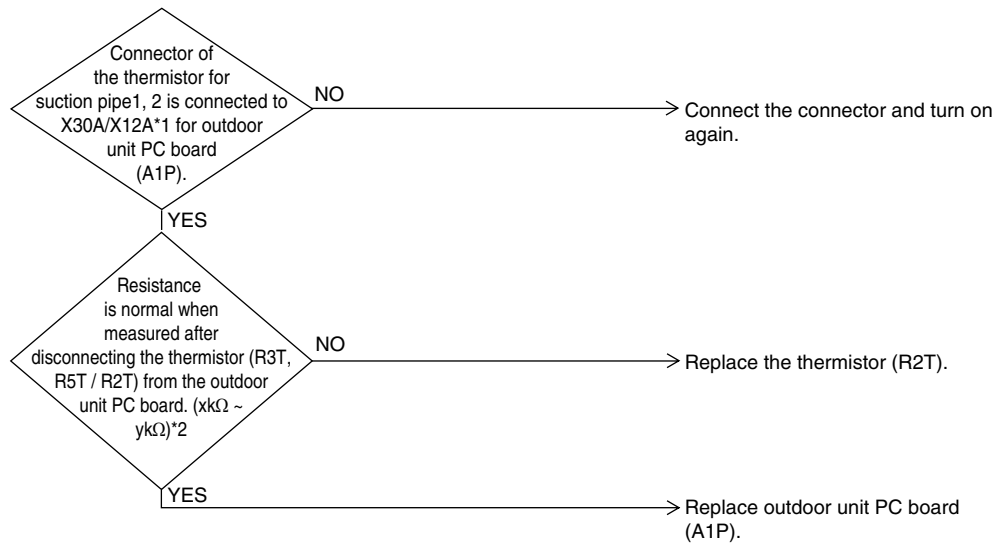 Connector of
the thermistor for
suction pipe1, 2 is connected to
X30A/X12A*1 for outdoor
unit PC board
(A1P).
NO
Connect the connector and turn on
again.
YES
Resistance
is normal when
measured after
disconnecting the thermistor (R3T,
R5T / R2T) from the outdoor
unit PC board. (xkΩ ~
ykΩ)*2
NO
Replace the thermistor (R2T).
YES
Replace outdoor unit PC board
(A1P).